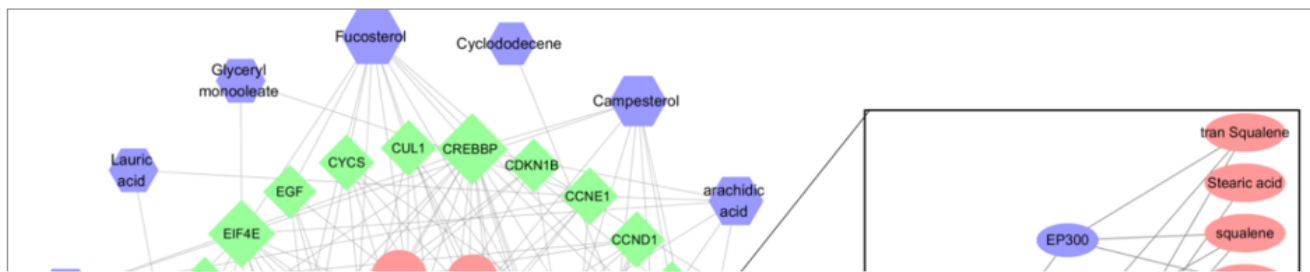 Fucosterol
Cyclododecene
Glyceryl
monooleate
Campesterol
tran Squalene
CUL1
CREBBP
CYCS
CDKN1B
Lauric
acid
EGF
CCNE1
arachidic
acid
Stearic acid
EIF4E
CCND1
EP300
squalene